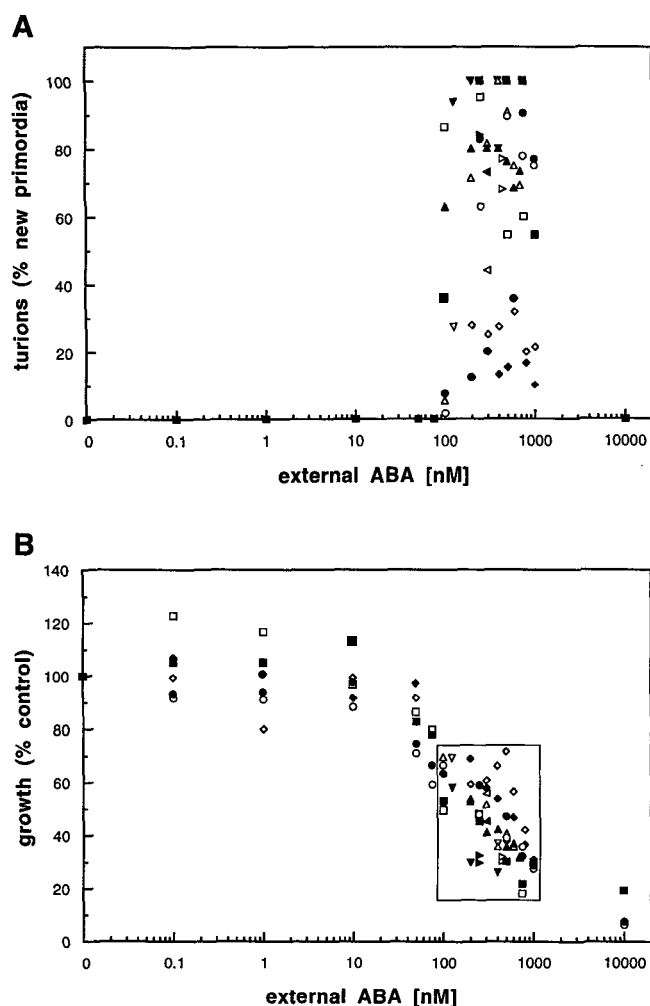 A
turions (% new primordia)
100
80
60
40
20
0
0 0.1 1 10 100 1000 10000
external ABA [nM]
B
growth (% control)
140
120
100
80
60
40
20
0
0 0.1 1 10 100 1000 10000
external ABA [nM]